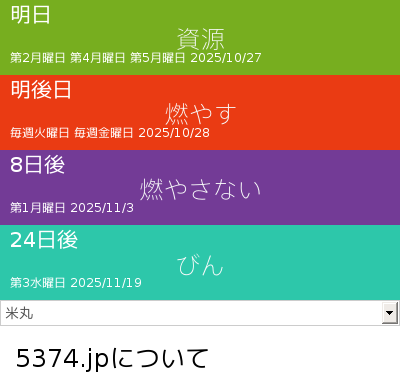 明日
資源
第2月曜日 第4月曜日 第5月曜日 2025/10/27
明後日
燃やす
毎週火曜日 毎週金曜日 2025/10/28
8日後
燃やさない
第1月曜日 2025/11/3
24日後
びん
第3水曜日 2025/11/19
米丸
5374.jpについて